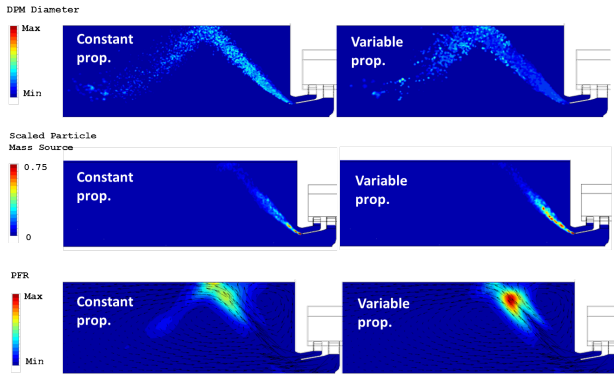 DPM Diameter
Max
Min
Constant
prop.
Variable
prop.
Scaled Particle
Mass Source
0.75
0
Constant
prop.
Variable
prop.
PFR
Max
Min
Constant
prop.
Variable
prop.